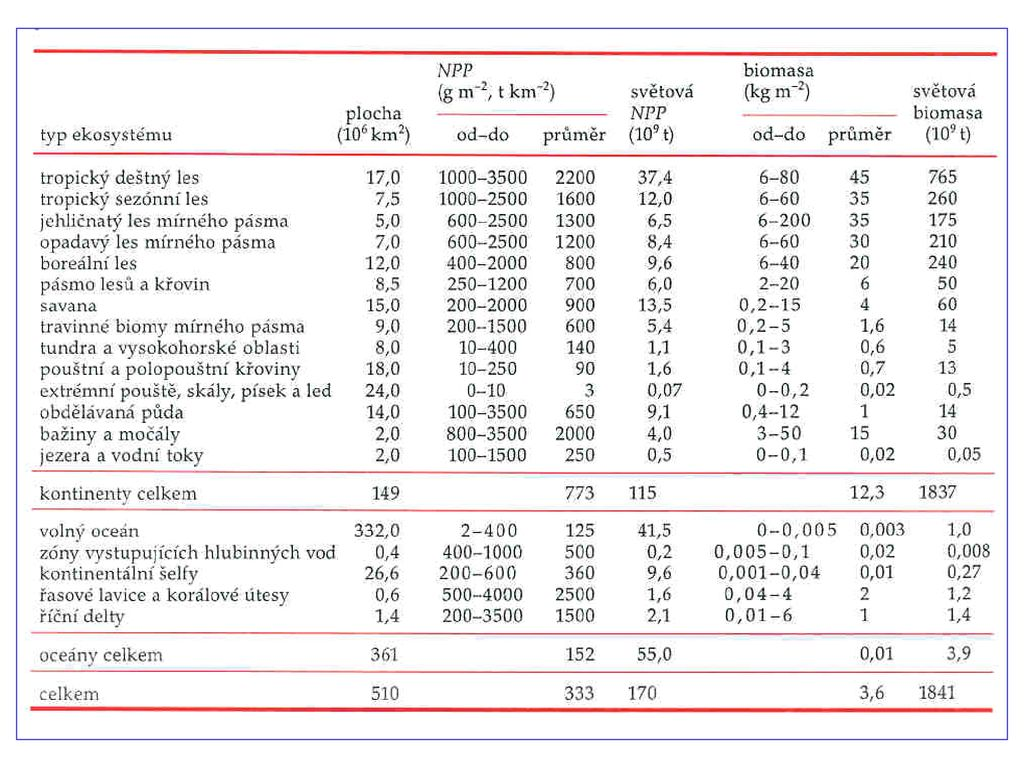 NPP biomasa
(g m⁻², t km⁻²) světová (kg m⁻²) světová
plocha NPP biomasa
typ ekosystému (10⁶ km²) od–do průměr (10⁹ t) od–do průměr (10⁹ t)
tropický deštný les 17,0 1000–3500 2200 37,4 6–80 45 765
tropický sezónní les 7,5 1000–2500 1600 12,0 6–60 35 260
jehličnatý les mírného pásma 5,0 600–2500 1300 6,5 6–200 35 175
opadavý les mírného pásma 7,0 600–2500 1200 8,4 6–60 30 210
boreální les 12,0 400–2000 800 9,6 6–40 20 240
pásmo lesů a křovin 8,5 250–1200 700 6,0 2–20 6 50
savana 15,0 200–2000 900 13,5 0,2–15 4 60
travinné biomy mírného pásma 9,0 200–1500 600 5,4 0,2–5 1,6 14
tundra a vysokohorské oblasti 8,0 10–400 140 1,1 0,1–3 0,6 5
pouštní a polopouštní křoviny 18,0 10–250 90 1,6 0,1–4 0,7 13
extrémní pouště, skály, písek a led 24,0 0–10 3 0,07 0–0,2 0,02 0,5
obdělávaná půda 14,0 100–3500 650 9,1 0,4–12 1 14
bažiny a močály 2,0 800–3500 2000 4,0 3–50 15 30
jezera a vodní toky 2,0 100–1500 250 0,5 0–0,1 0,02 0,05
kontinenty celkem 149 773 115 12,3 1837
volný oceán 332,0 2–400 125 41,5 0–0,005 0,003 1,0
zóny vystupujících hlubinných vod 0,4 400–1000 500 0,2 0,005–0,1 0,02 0,008
kontinentální šelfy 26,6 200–600 360 9,6 0,001–0,04 0,01 0,27
řasové lavice a korálové útesy 0,6 500–4000 2500 1,6 0,04–4 2 1,2
říční delty 1,4 200–3500 1500 2,1 0,01–6 1 1,4
oceány celkem 361 152 55,0 0,01 3,9
celkem 510 333 170 3,6 1841